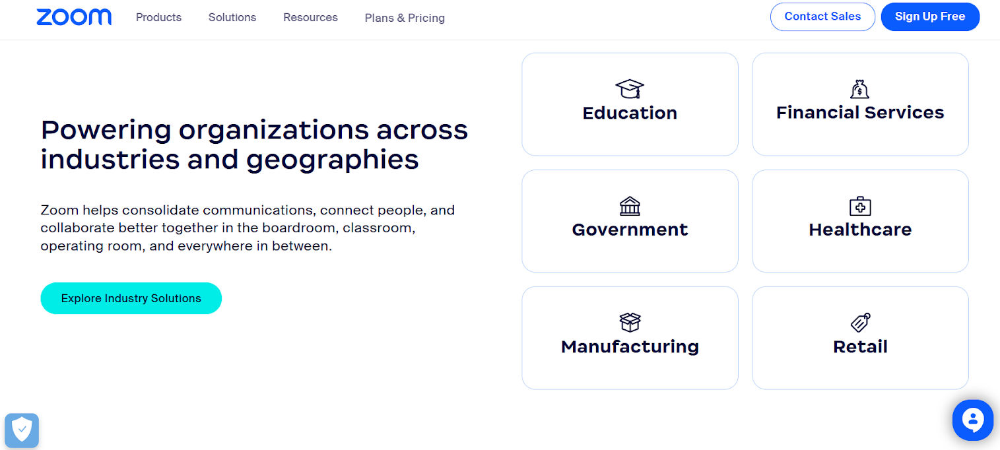 zoom
Products
Solutions
Resources
Plans & Pricing
Contact Sales
Sign Up Free
Powering organizations across
industries and geographies
Zoom helps consolidate communications, connect people, and
collaborate better together in the boardroom, classroom,
operating room, and everywhere in between.
Explore Industry Solutions
Education
Financial Services
Government
Healthcare
Manufacturing
Retail